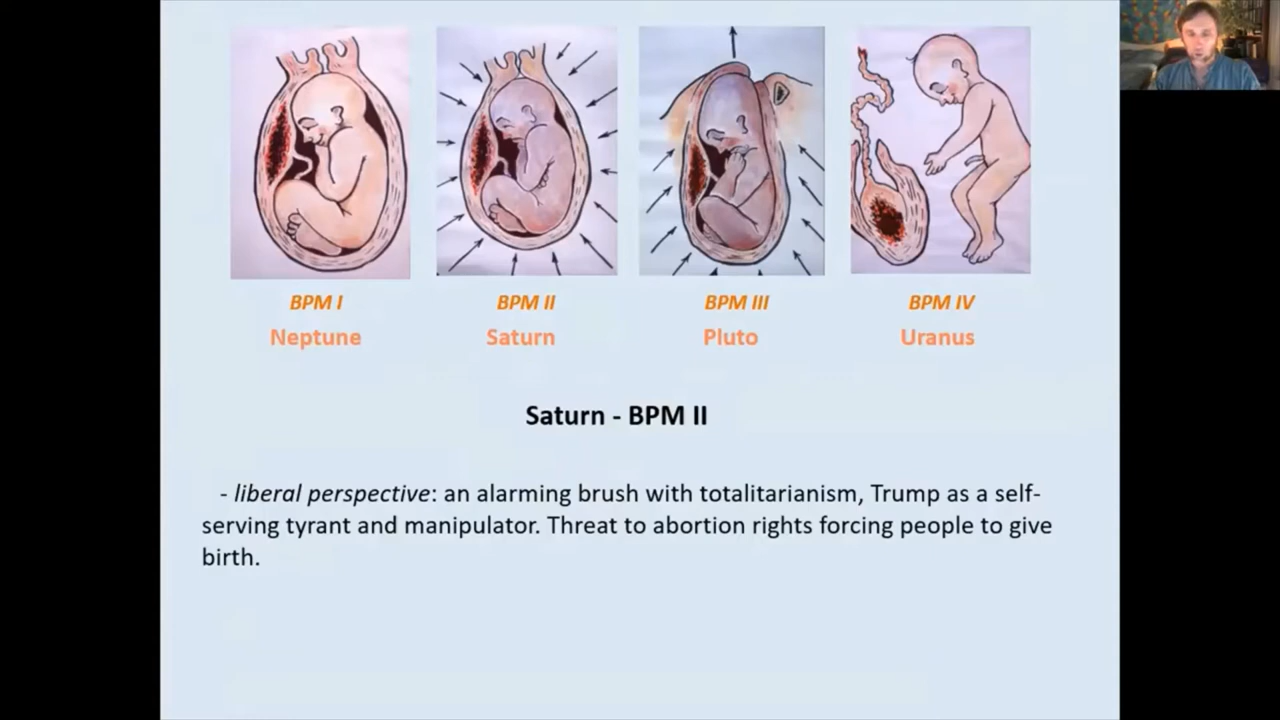 BPM I BPM II BPM III BPM IV
Neptune Saturn Pluto Uranus
Saturn - BPM II
- liberal perspective: an alarming brush with totalitarianism, Trump as a self-
serving tyrant and manipulator. Threat to abortion rights forcing people to give
birth.